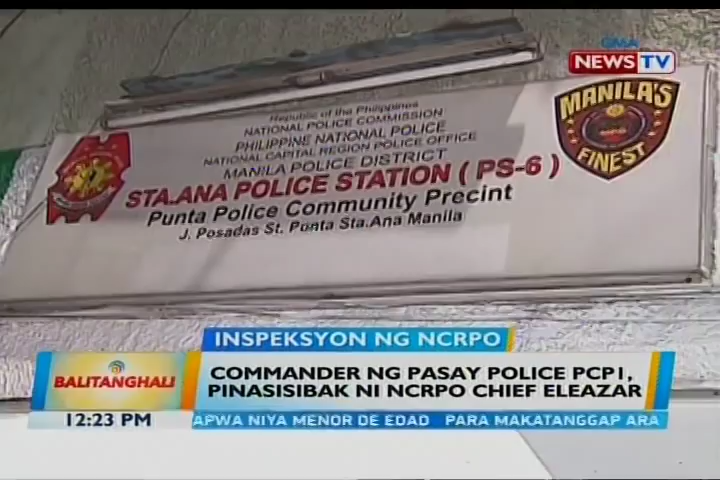 GMA
NEWS TV
Republic of the Philippines
NATIONAL POLICE COMMISSION
PHILIPPINE NATIONAL POLICE
NATIONAL CAPITAL REGION POLICE OFFICE
MANILA POLICE DISTRICT
STA.ANA POLICE STATION ( PS-6 )
Punta Police Community Precint
J. Posadas St. Punta Sta.Ana Manila
MANILA'S
FINEST
INSPEKSYON NG NCRPO
BALITANGHALI
COMMANDER NG PASAY POLICE PCP1,
PINASISIBAK NI NCRPO CHIEF ELEAZAR
12:23 PM
APWA NIYA MENOR DE EDAD PARA MAKATANGGAP ARA